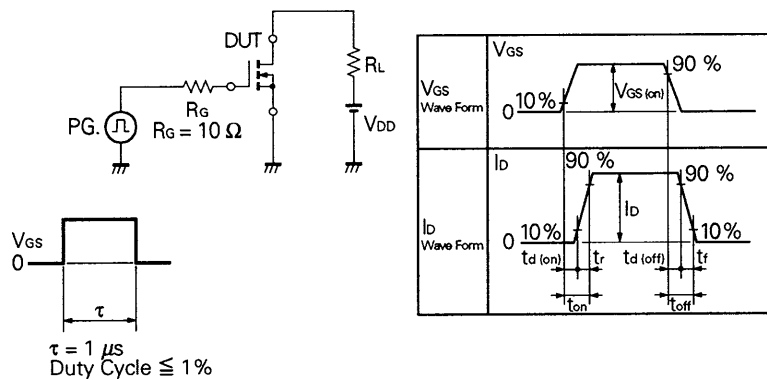 DUT
RL
RG
RG = 10 Ω
PG.
VDD
VGS
0
τ
τ = 1 μs
Duty Cycle ≦ 1%
VGS
Wave Form
VGS
10%
0
VGS (on)
90 %
ID
Wave Form
ID
90 %
90 %
10%
0
ID
10 %
td (on)
tr
td (off)
tf
ton
toff